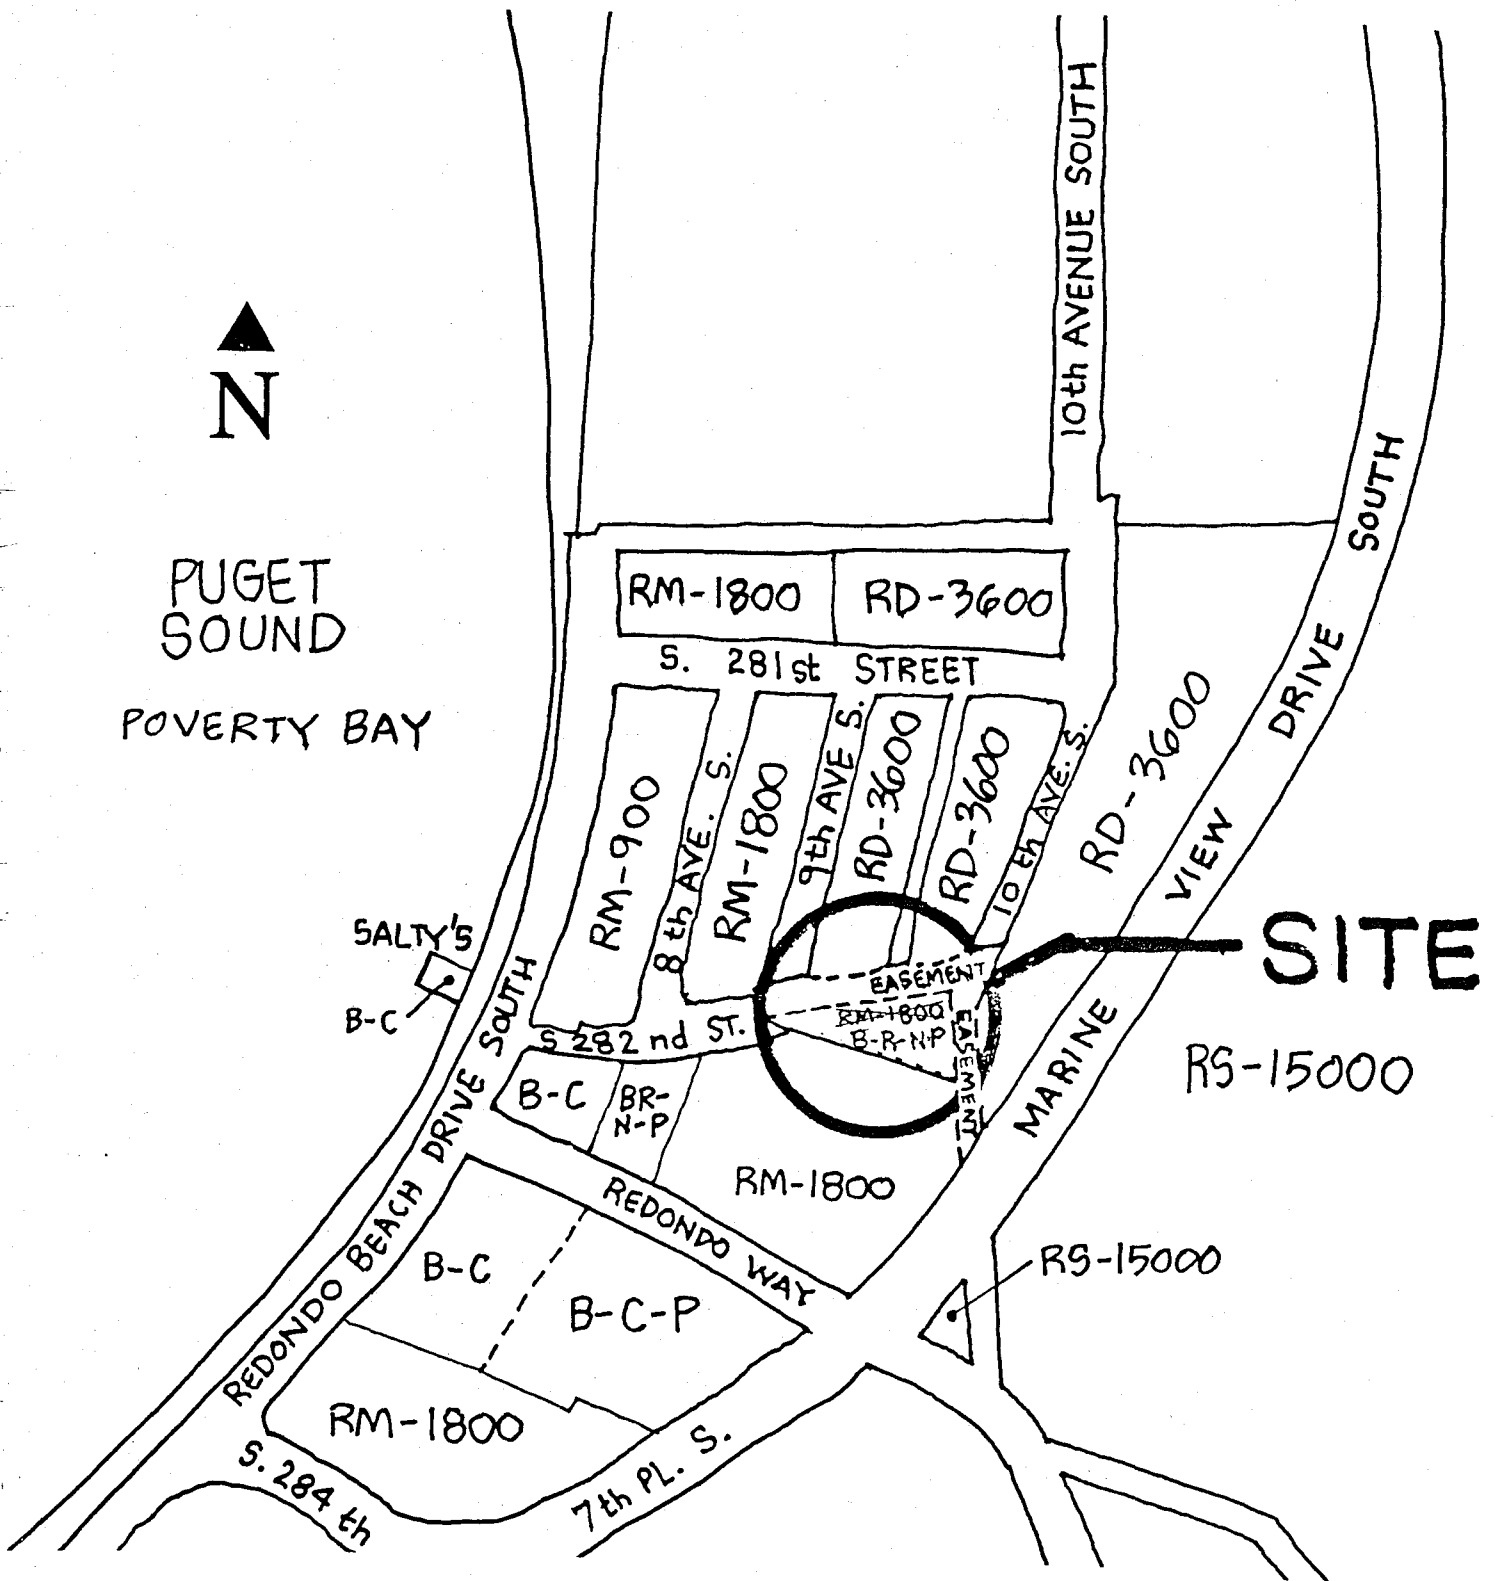 10th AVENUE SOUTH
N
SOUTH
PUGET
SOUND
RM-1800
RD-3600
S. 281st STREET
DRIVE
POVERTY BAY
RD-3600
RM-900
8th AVE. S.
RM-1800
9th AVE S.
RD-3600
RD-3600
10th AVE. S.
VIEW
SALTY'S
B-C
SITE
EASEMENT
RM-1800
B-R-N-P
EASEMENT
MARINE
S 282nd ST.
RS-15000
B-C
BR-
N-P
RM-1800
REDONDO BEACH DRIVE SOUTH
REDONDO WAY
B-C
B-C-P
RS-15000
RM-1800
S. 284th
7th PL. S.